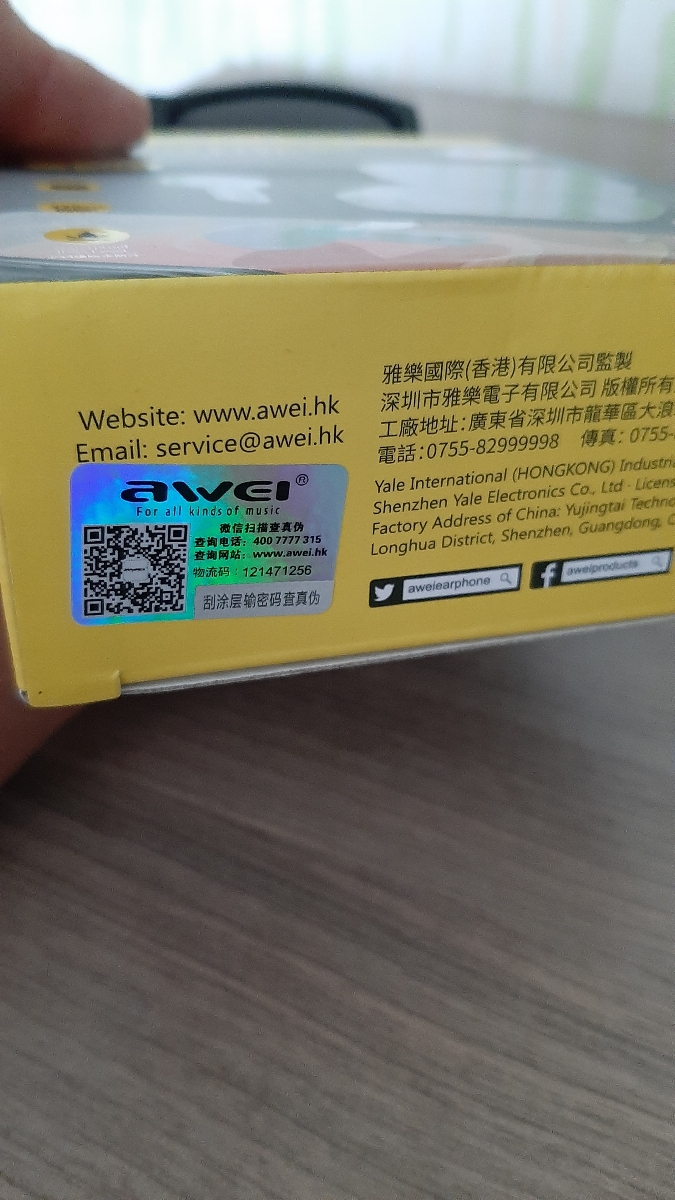 Website: www.awei.hk
Email: service@awei.hk
awei®
For all kinds of music
微信扫描查真伪
查询电话: 400 7777 315
查询网站: www.awei.hk
物流码: 121471256
刮涂层输密码查真伪
雅樂國際(香港)有限公司監製
深圳市雅樂電子有限公司 版權所有
工廠地址: 廣東省深圳市龍華區大浪
電話: 0755-82999998 傳真: 0755-
Yale International (HONGKONG) Industri
Shenzhen Yale Electronics Co., Ltd · Licens
Factory Address of China: Yujingtai Techno
Longhua District, Shenzhen, Guangdong, C
aweiearphone
f aweiproducts